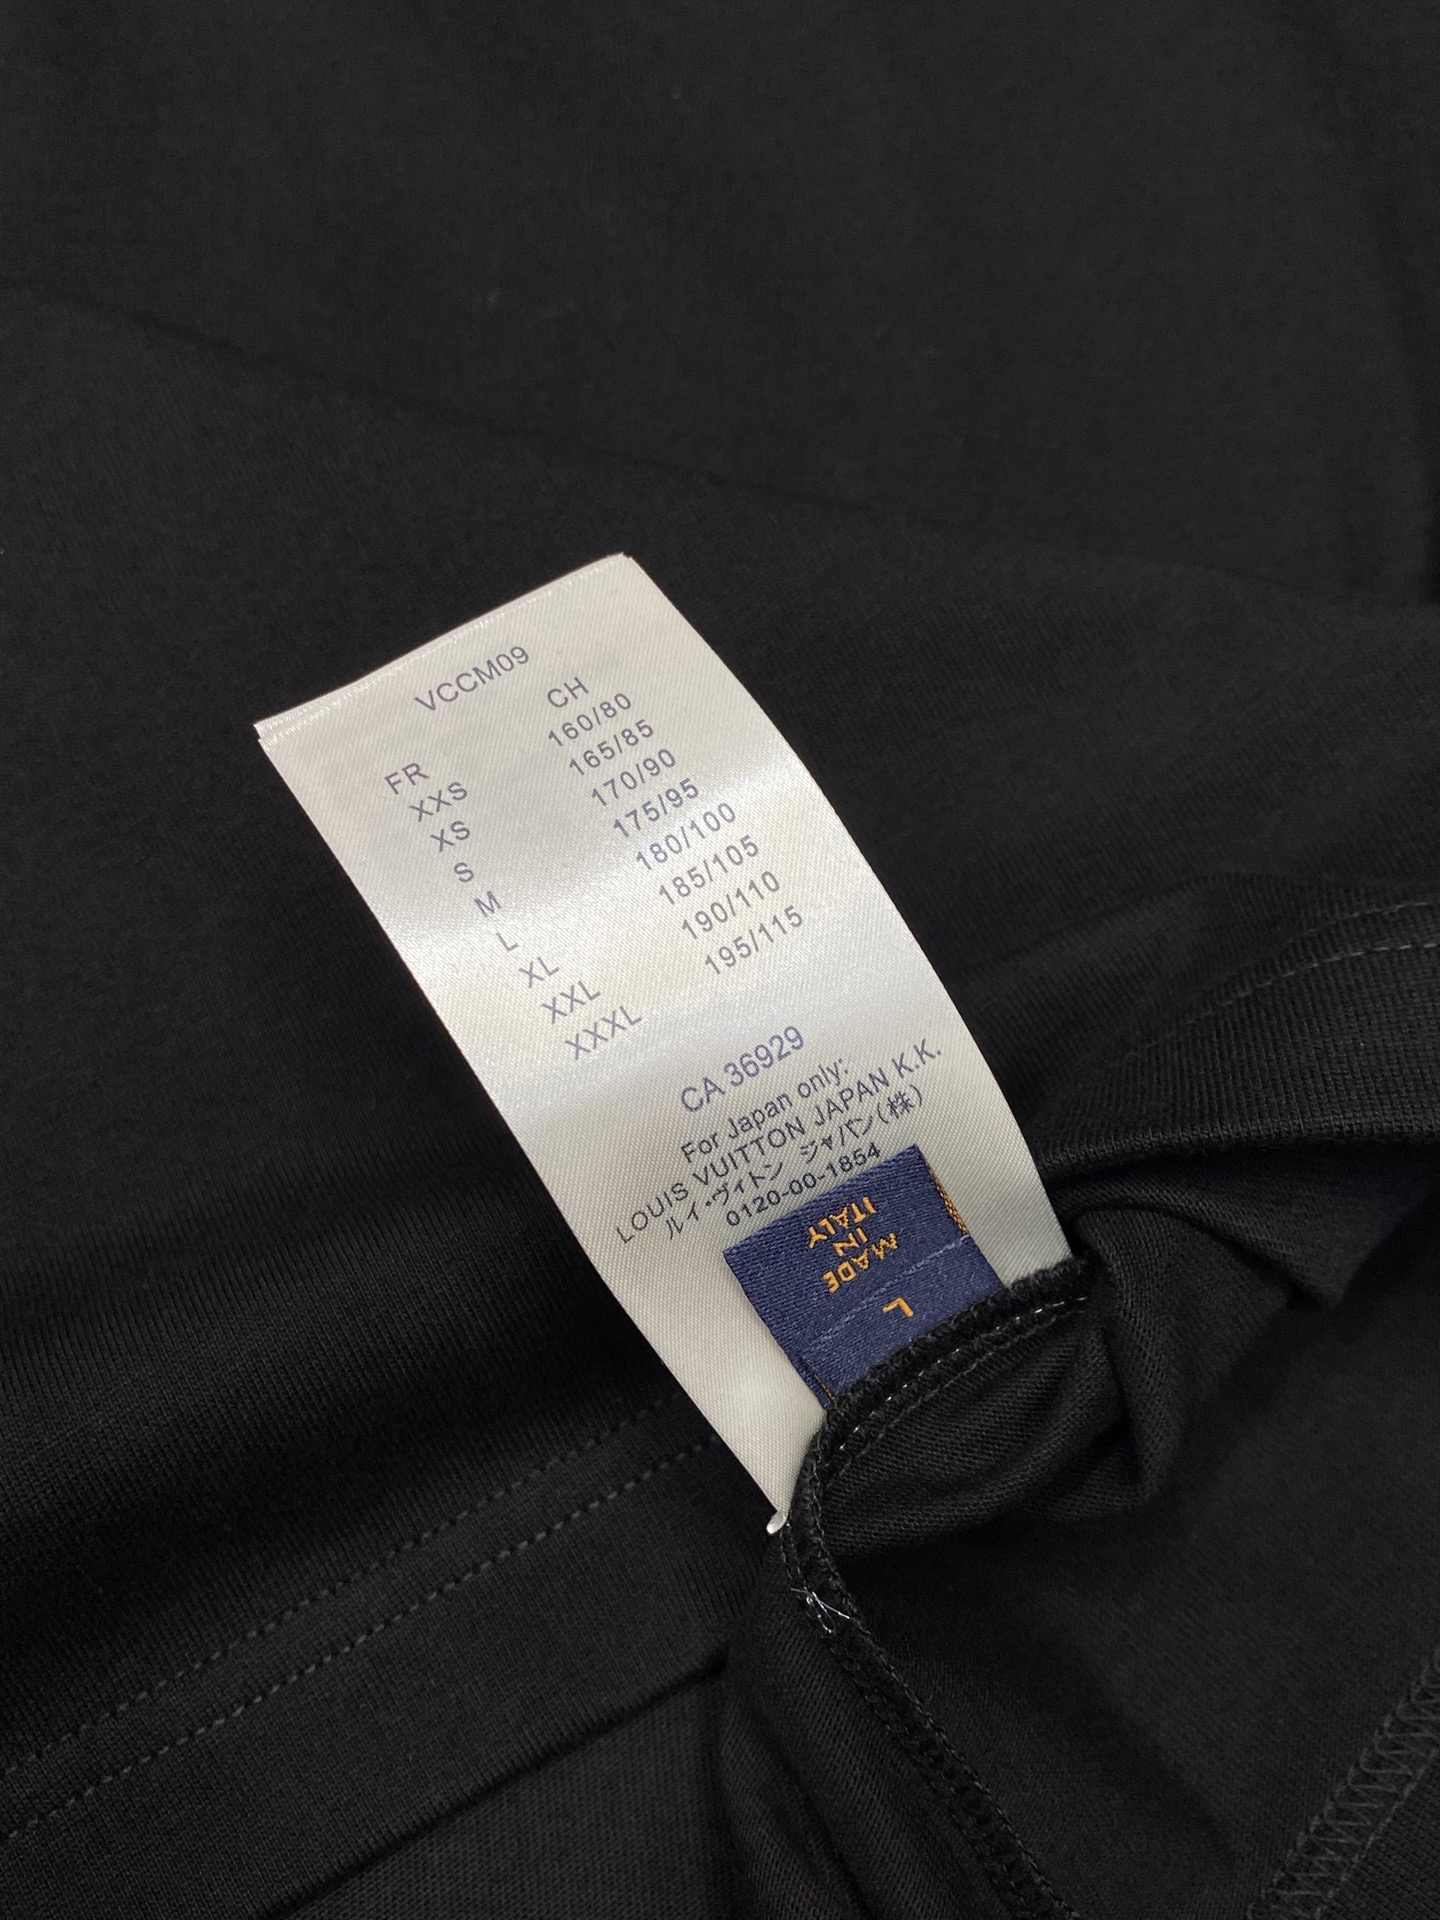 VCCM09
FR CH
XXS 160/80
XS 165/85
S 170/90
M 175/95
L 180/100
XL 185/105
XXL 190/110
XXXL 195/115
CA 36929
For Japan only:
LOUIS VUITTON JAPAN K.K.
ルイ・ヴィトン ジャパン(株)
0120-00-1854
MADE
IN
ITALY
L